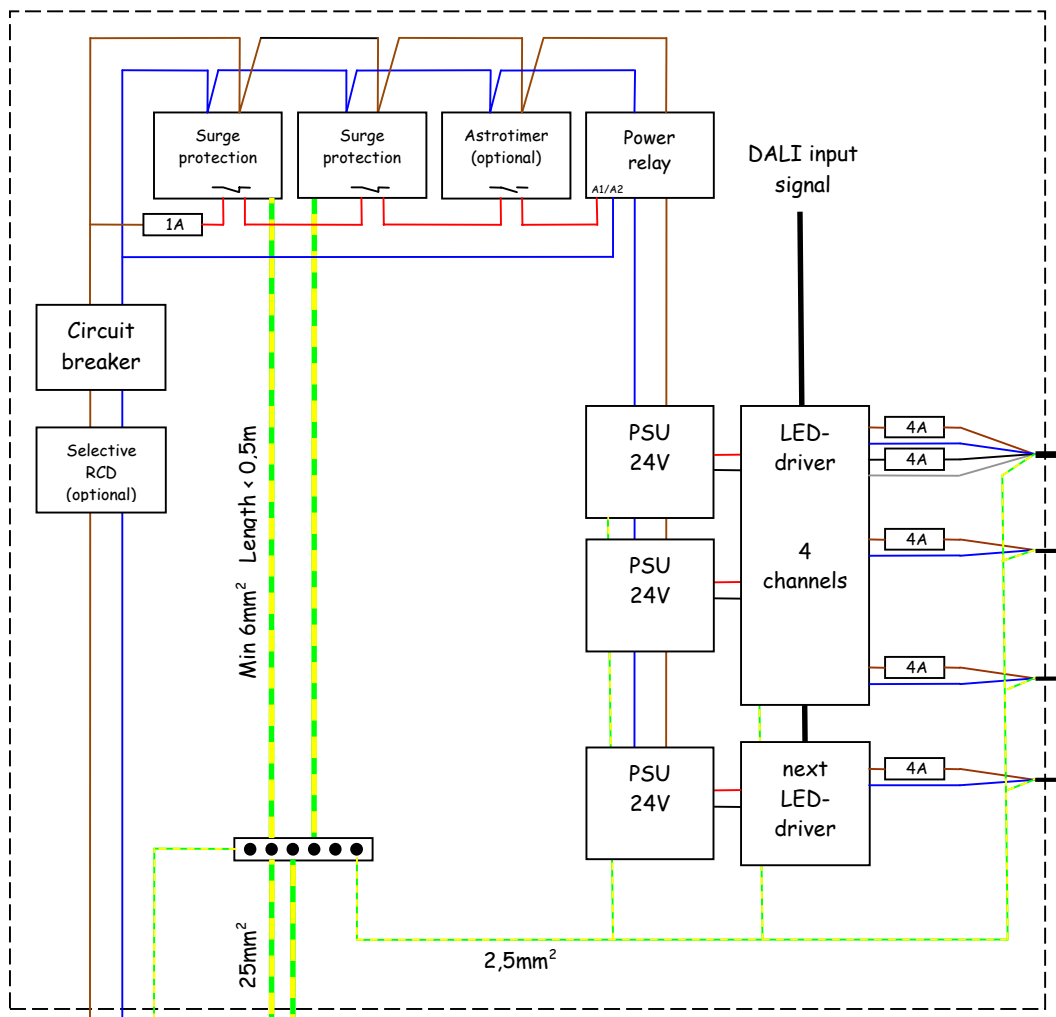 Surge
protection
Surge
protection
Astrotimer
(optional)
Power
relay
A1/A2
1A
DALI input
signal
Circuit
breaker
Selective
RCD
(optional)
Min 6mm² Length < 0,5m
PSU
24V
LED-
driver
4
channels
4A
4A
PSU
24V
4A
4A
PSU
24V
next
LED-
driver
4A
25mm²
2,5mm²